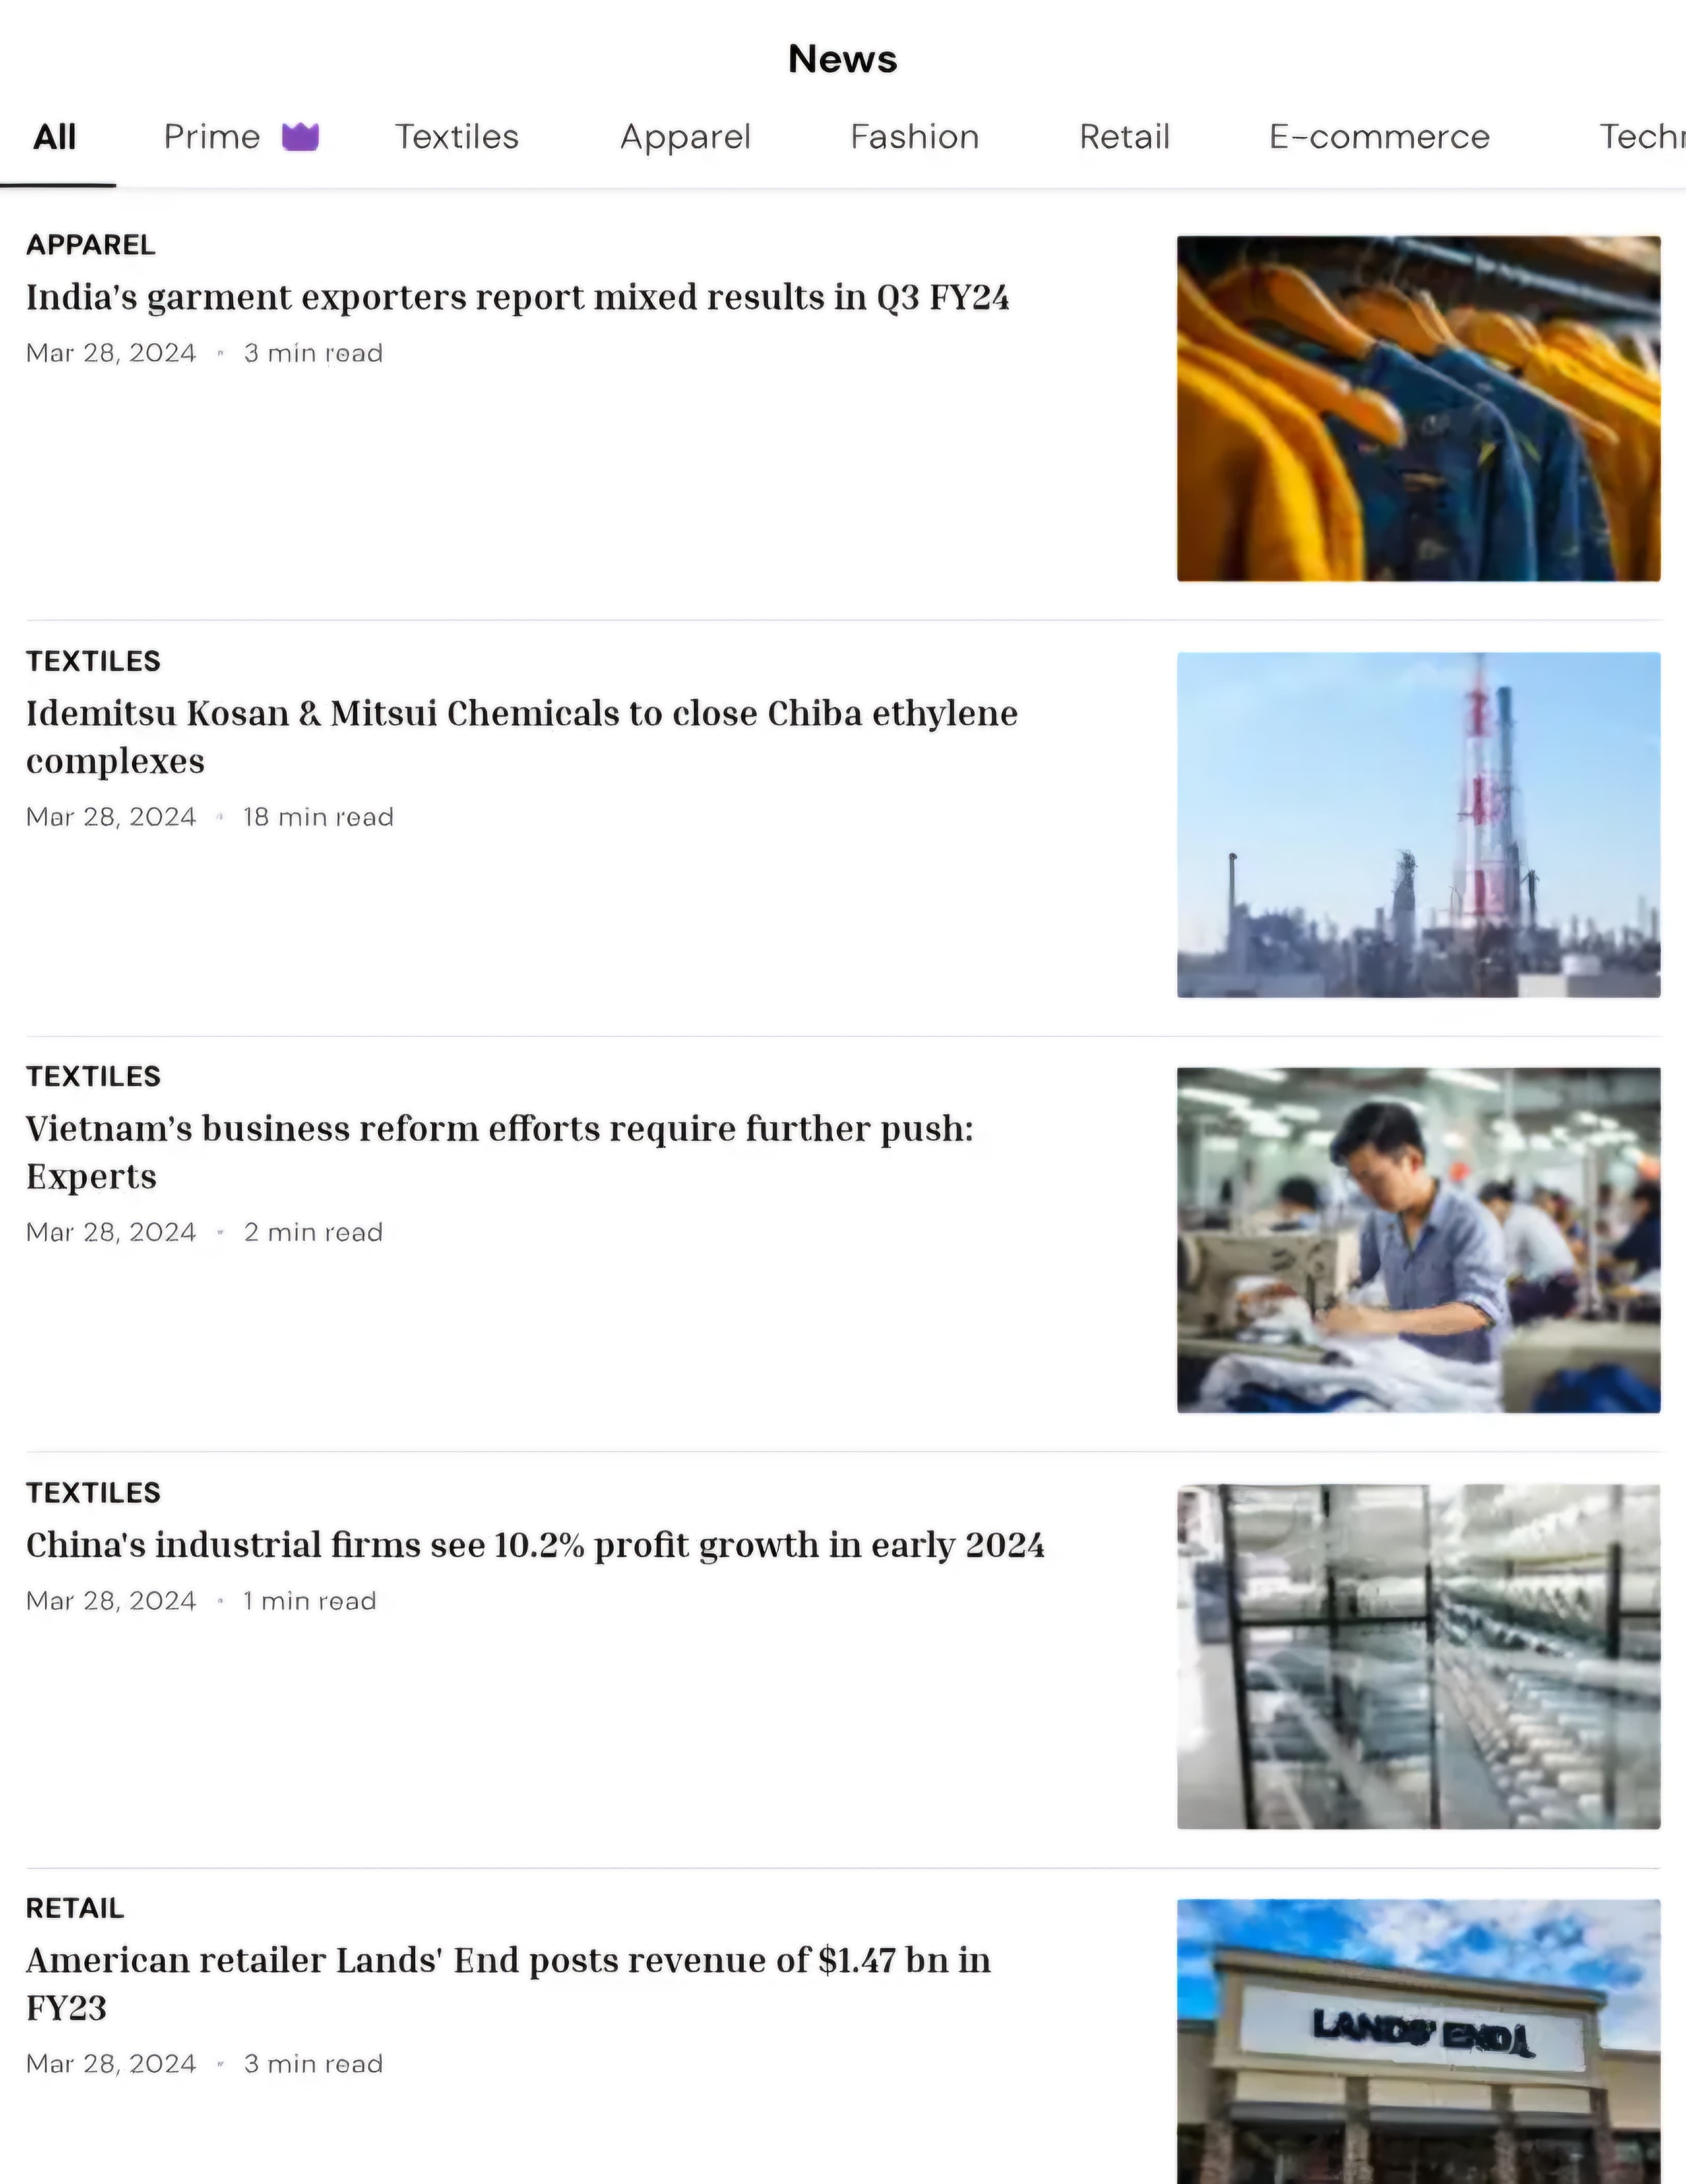 News
All Prime Textiles Apparel Fashion Retail E-commerce
APPAREL
India’s garment exporters report mixed results in Q3 FY24
Mar 28, 2024 • 3 min read
TEXTILES
Idemitsu Kosan & Mitsui Chemicals to close Chiba ethylene
complexes
Mar 28, 2024 • 18 min read
TEXTILES
Vietnam’s business reform efforts require further push:
Experts
Mar 28, 2024 • 2 min read
TEXTILES
China's industrial firms see 10.2% profit growth in early 2024
Mar 28, 2024 • 1 min read
RETAIL
American retailer Lands' End posts revenue of $1.47 bn in
FY23
Mar 28, 2024 • 3 min read
LANDS' END